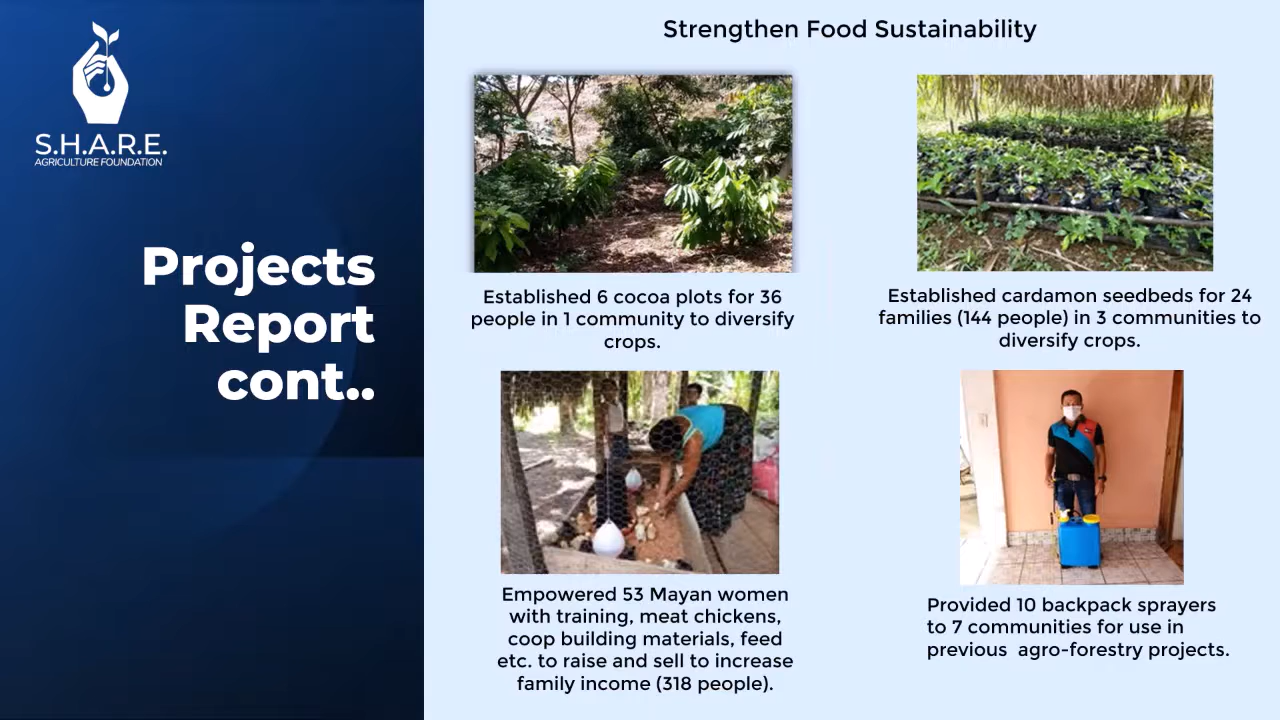 S.H.A.R.E.
AGRICULTURE FOUNDATION
Projects
Report
cont..
Strengthen Food Sustainability
Established 6 cocoa plots for 36
people in 1 community to diversify
crops.
Established cardamon seedbeds for 24
families (144 people) in 3 communities to
diversify crops.
Empowered 53 Mayan women
with training, meat chickens,
coop building materials, feed
etc. to raise and sell to increase
family income (318 people).
Provided 10 backpack sprayers
to 7 communities for use in
previous  agro-forestry projects.